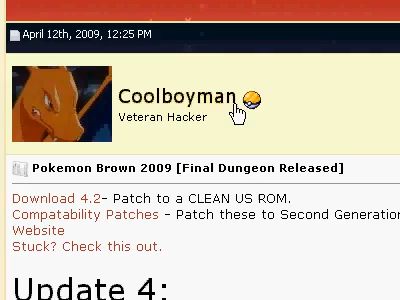 April 12th, 2009, 12:25 PM
Coolboyman
Veteran Hacker
Pokemon Brown 2009 [Final Dungeon Released]
Download 4.2- Patch to a CLEAN US ROM.
Compatability Patches - Patch these to Second Generation
Website
Stuck? Check this out.
Update 4: